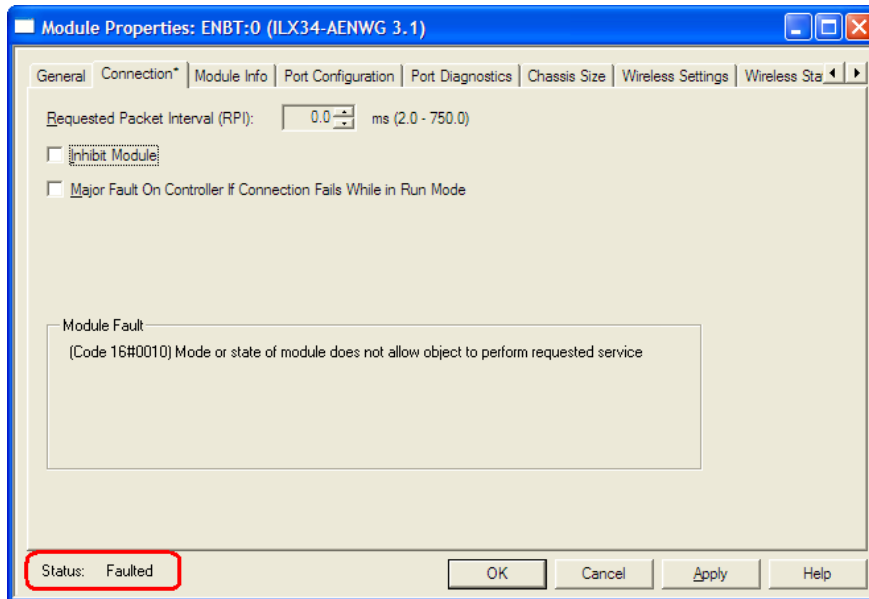 Module Properties: ENBT:0 (ILX34-AENWG 3.1)
General Connection* Module Info Port Configuration Port Diagnostics Chassis Size Wireless Settings Wireless Sta
Requested Packet Interval (RPI): 0.0 ms (2.0 - 750.0)
Inhibit Module
Major Fault On Controller If Connection Fails While in Run Mode
Module Fault
(Code 16#0010) Mode or state of module does not allow object to perform requested service
Status: Faulted OK Cancel Apply Help